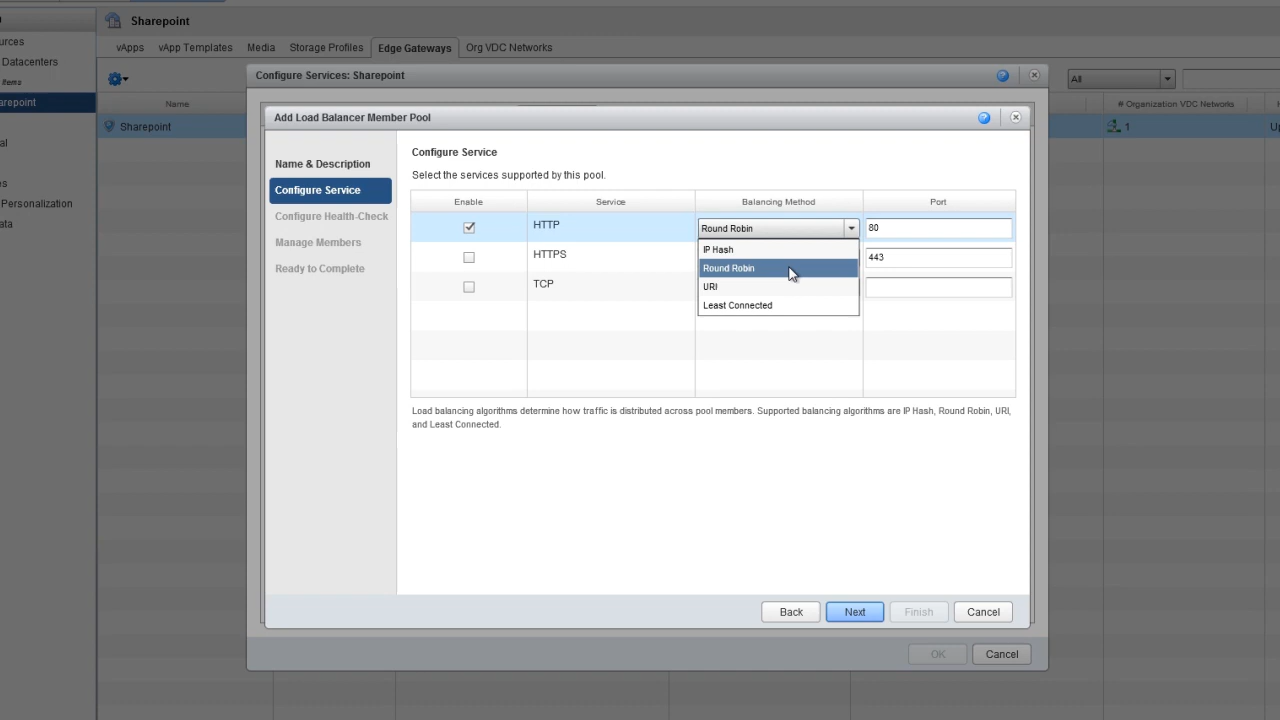 Sharepoint
vApps
vApp Templates
Media
Storage Profiles
Edge Gateways
Org VDC Networks
urces
Datacenters
Items
arepoint
al
es
Personalization
ata
All
Name
# Organization VDC Networks
Sharepoint
1
Configure Services: Sharepoint
Add Load Balancer Member Pool
Name & Description
Configure Service
Configure Health-Check
Manage Members
Ready to Complete
Configure Service
Select the services supported by this pool.
Enable
Service
Balancing Method
Port
HTTP
Round Robin
80
IP Hash
Round Robin
URI
Least Connected
HTTPS
443
TCP
Load balancing algorithms determine how traffic is distributed across pool members. Supported balancing algorithms are IP Hash, Round Robin, URI,
and Least Connected.
Back
Next
Finish
Cancel
OK
Cancel